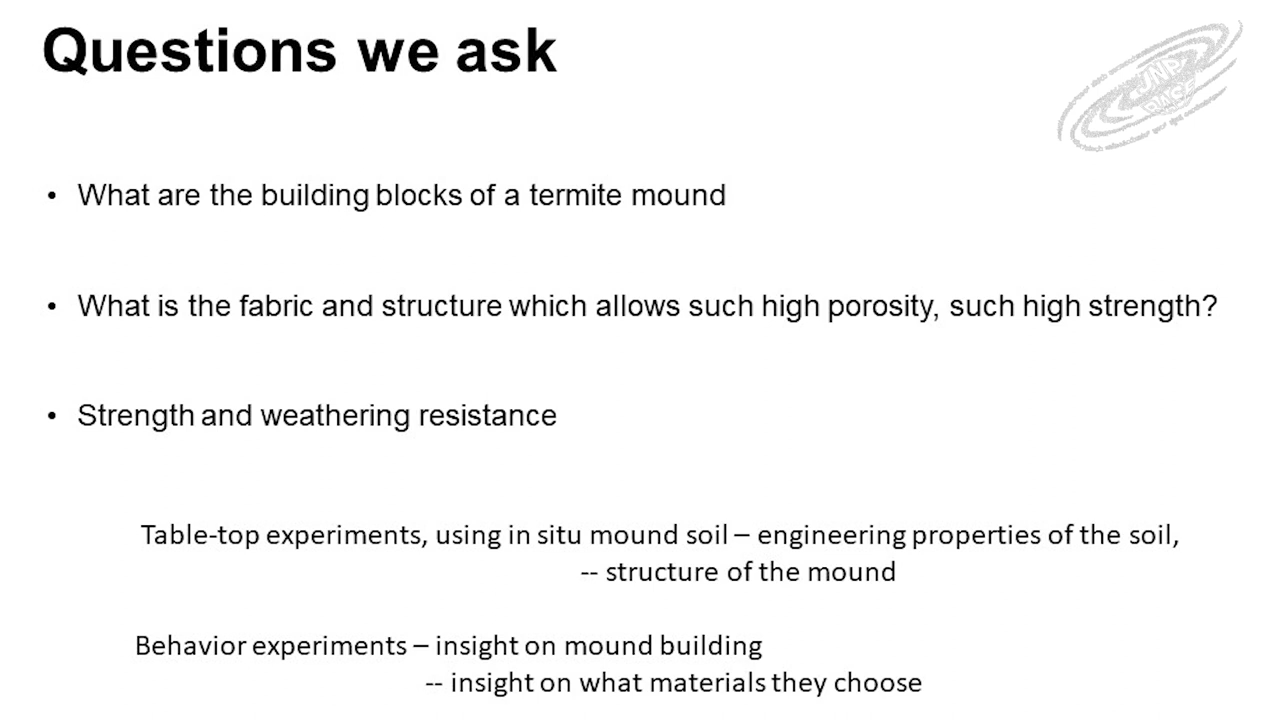 Questions we ask
• What are the building blocks of a termite mound
• What is the fabric and structure which allows such high porosity, such high strength?
• Strength and weathering resistance
Table-top experiments, using in situ mound soil – engineering properties of the soil,
-- structure of the mound
Behavior experiments – insight on mound building
-- insight on what materials they choose